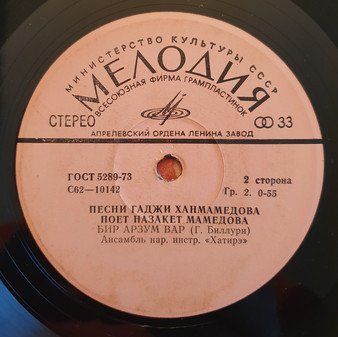 МИНИСТЕРСТВО КУЛЬТУРЫ СССР
МЕЛОДИЯ
ВСЕСОЮЗНАЯ ФИРМА ГРАМПЛАСТИНОК
СТЕРЕО 33
АПРЕЛЕВСКИЙ ОРДЕНА ЛЕНИНА ЗАВОД
ГОСТ 5289-73 2 сторона
С62—10142 Гр. 2. 0-55
ПЕСНИ ГАДЖИ ХАНМАМЕДОВА
ПОЕТ НАЗАКЕТ МАМЕДОВА
БИР АРЗУМ ВАР (Г. Биллури)
Ансамбль нар. инстр. «Хатирэ»